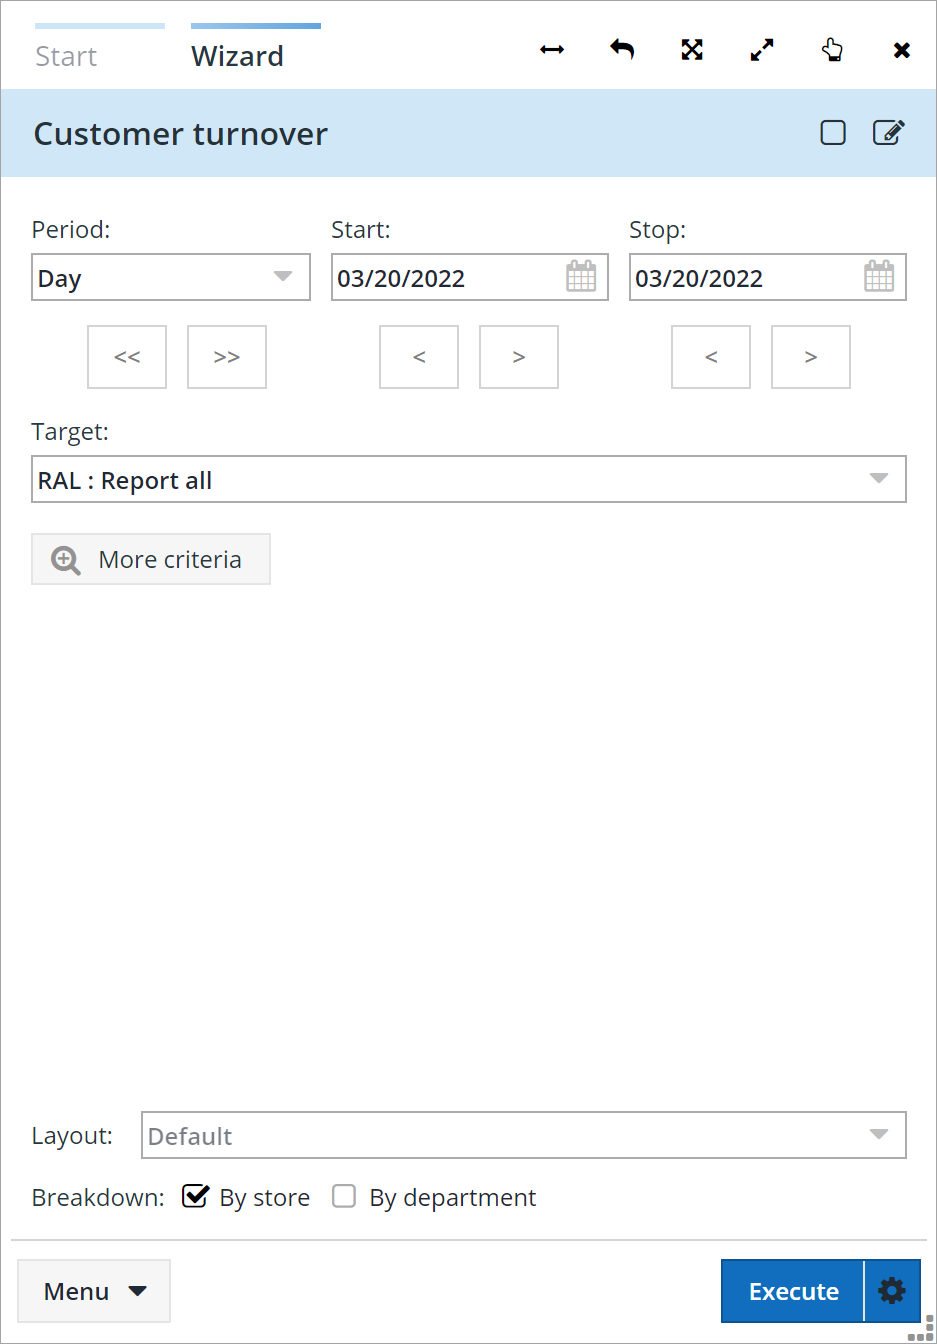 Start Wizard
Customer turnover
Period: Start: Stop:
Day 03/20/2022 03/20/2022
<< >> < > < >
Target:
RAL : Report all
More criteria
Layout: Default
Breakdown: By store By department
Menu Execute